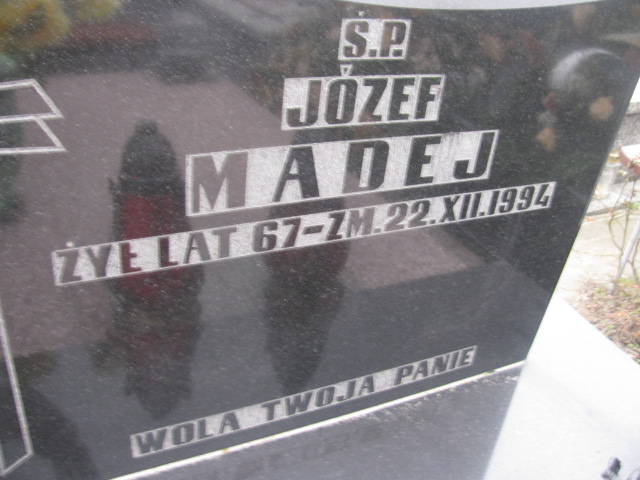 Ś.P.
JÓZEF
MADEJ
ŻYŁ LAT 67-ZM.22.XII.1994
WOLA TWOJA PANIE